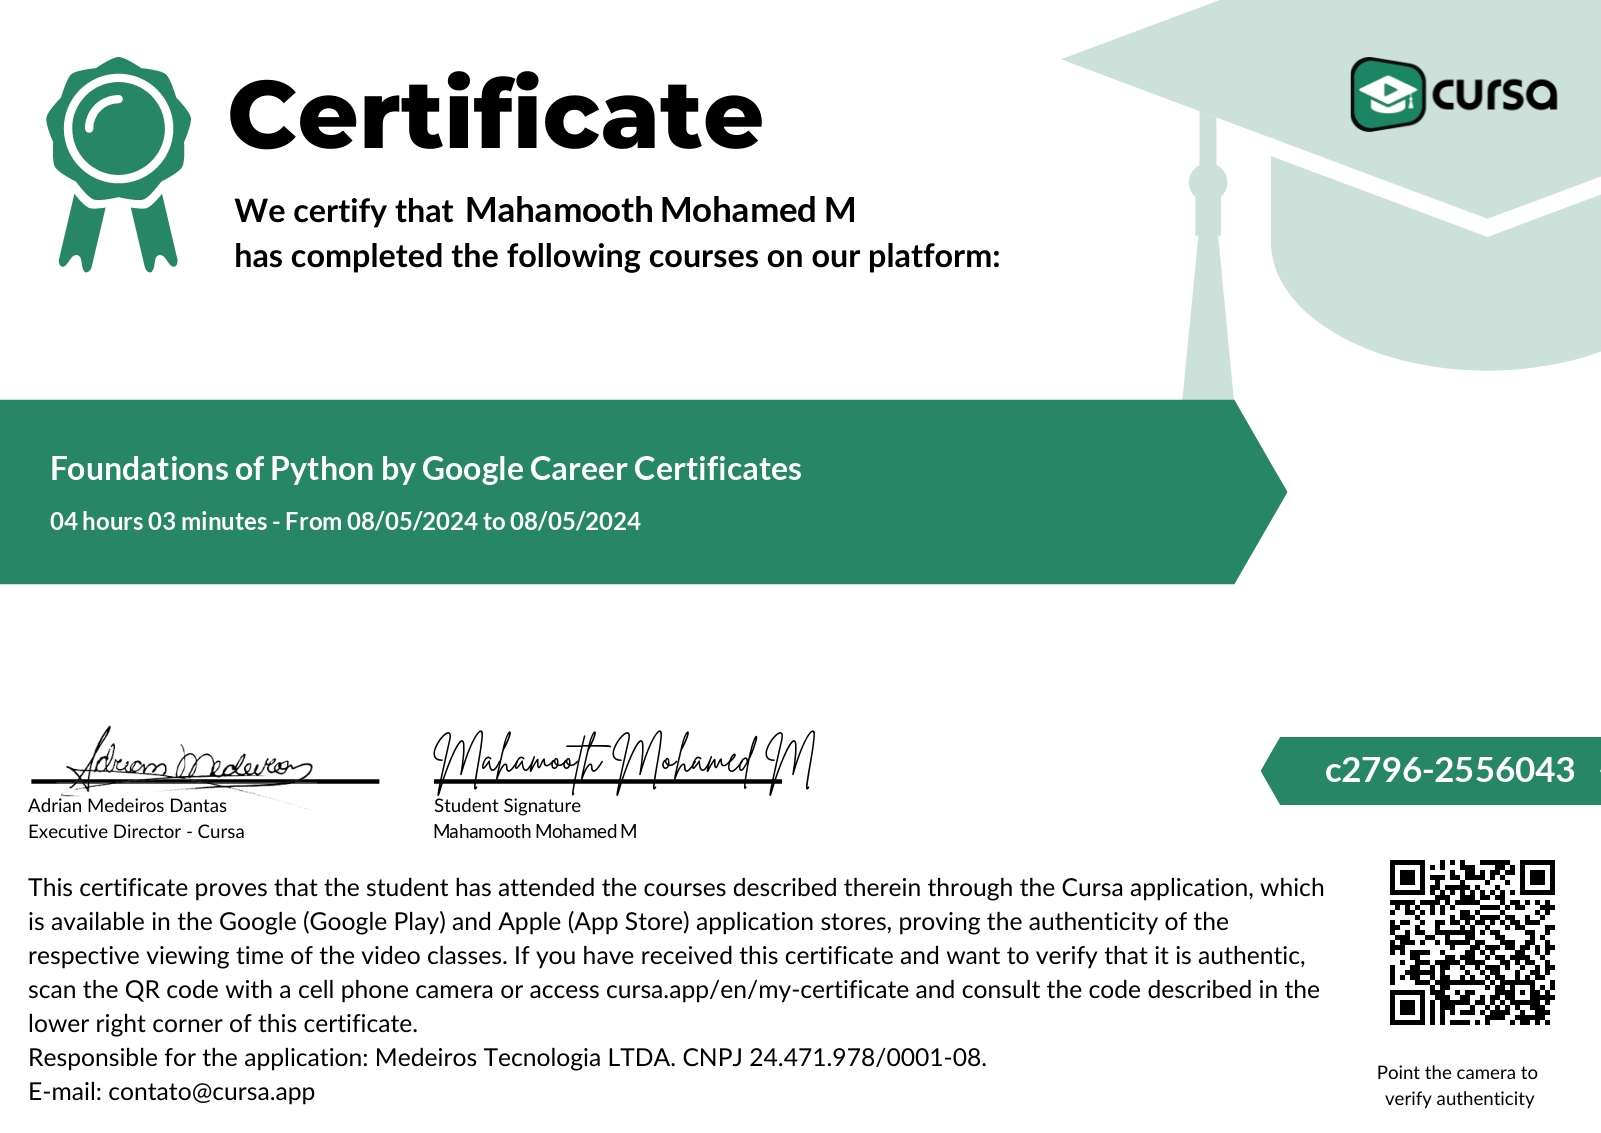 Certificate
cursa
We certify that Mahamooth Mohamed M
has completed the following courses on our platform:
Foundations of Python by Google Career Certificates
04 hours 03 minutes - From 08/05/2024 to 08/05/2024
Adrian Medeiros
Mahamooth Mohamed M
c2796-2556043
Adrian Medeiros Dantas
Executive Director - Cursa
Student Signature
Mahamooth Mohamed M
This certificate proves that the student has attended the courses described therein through the Cursa application, which
is available in the Google (Google Play) and Apple (App Store) application stores, proving the authenticity of the
respective viewing time of the video classes. If you have received this certificate and want to verify that it is authentic,
scan the QR code with a cell phone camera or access cursa.app/en/my-certificate and consult the code described in the
lower right corner of this certificate.
Responsible for the application: Medeiros Tecnologia LTDA. CNPJ 24.471.978/0001-08.
E-mail: contato@cursa.app
Point the camera to
verify authenticity